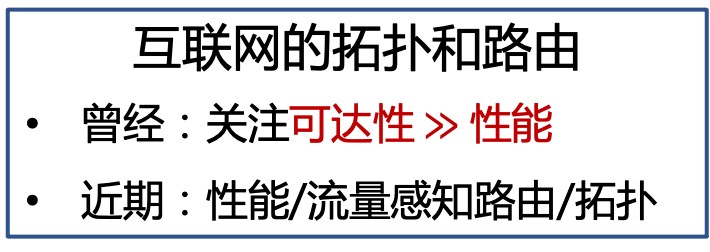 互联网的拓扑和路由
• 曾经：关注可达性 ≫ 性能
• 近期：性能/流量感知路由/拓扑